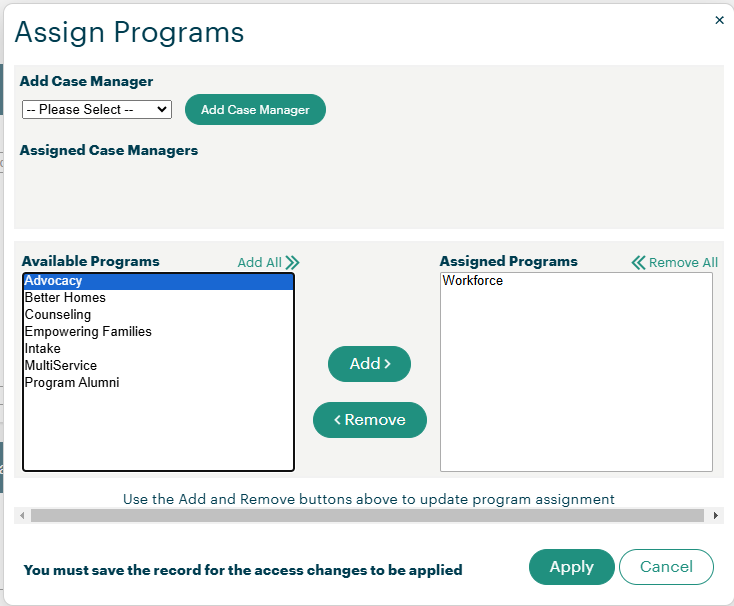 Assign Programs
×
Add Case Manager
-- Please Select --
Add Case Manager
Assigned Case Managers
Available Programs
Add All
Advocacy
Better Homes
Counseling
Empowering Families
Intake
MultiService
Program Alumni
Add >
< Remove
Assigned Programs
Remove All
Workforce
Use the Add and Remove buttons above to update program assignment
You must save the record for the access changes to be applied
Apply
Cancel